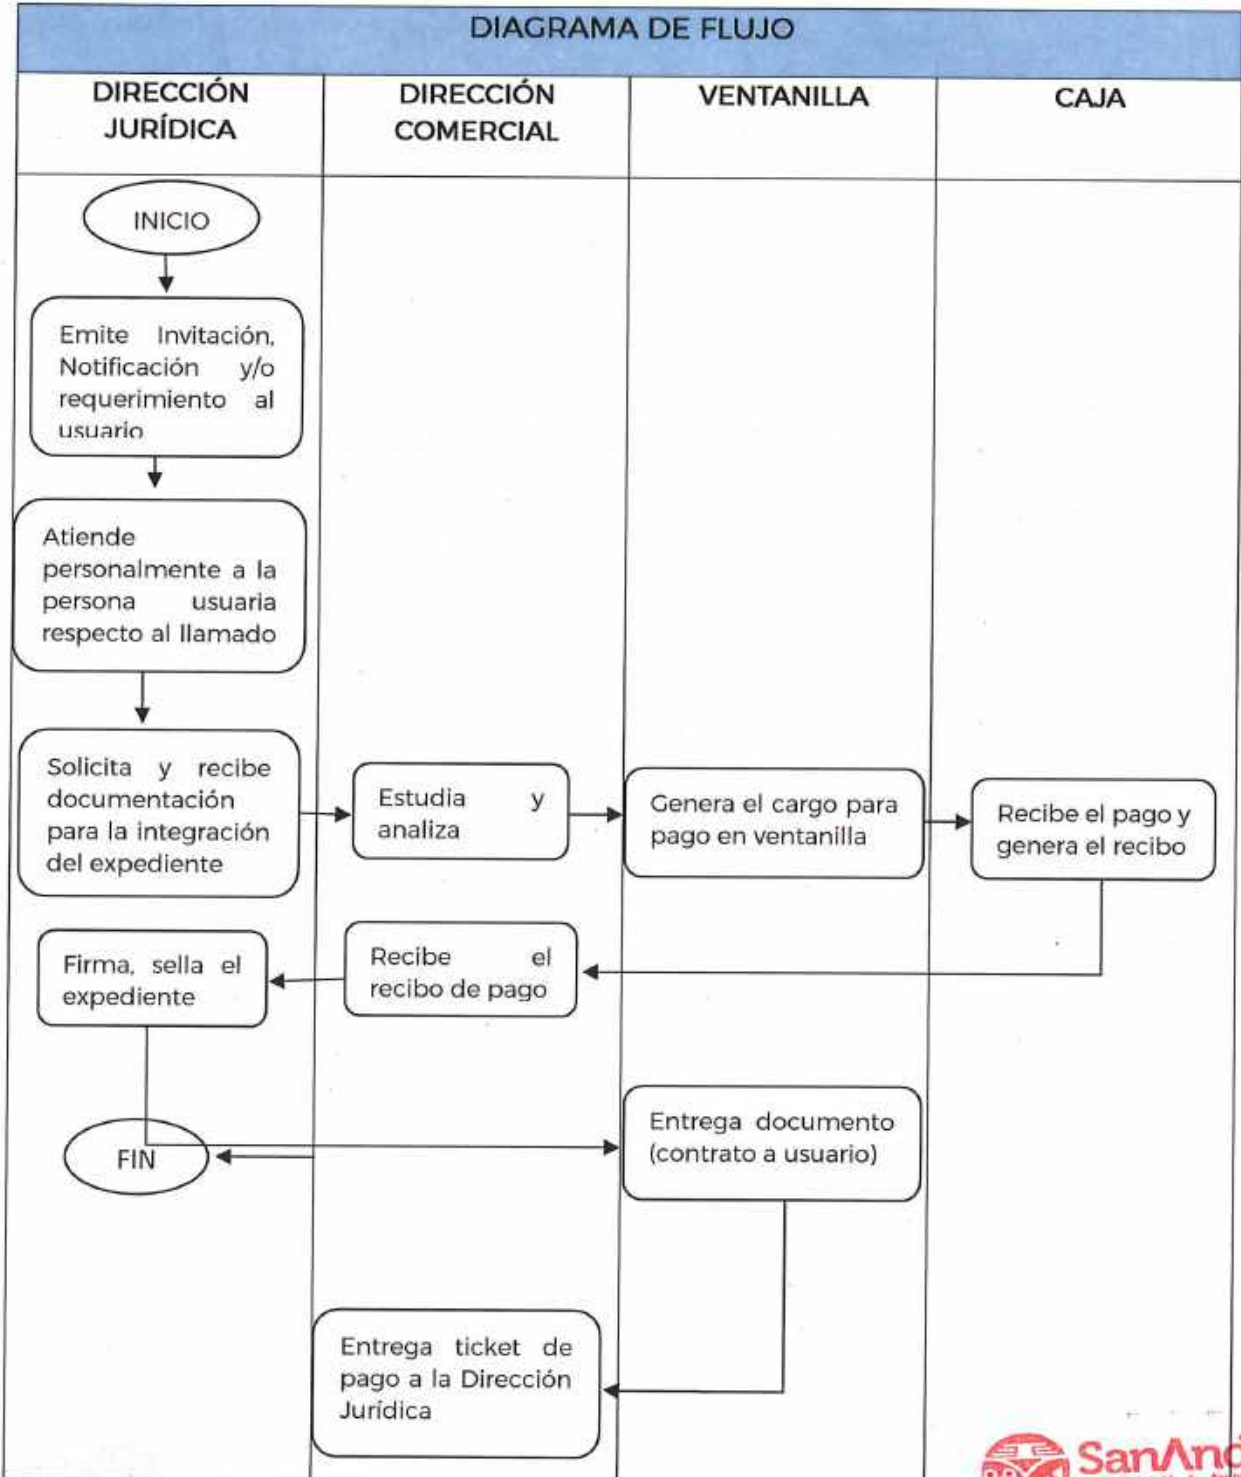 DIAGRAMA DE FLUJO
DIRECCIÓN
JURÍDICA
DIRECCIÓN
COMERCIAL
VENTANILLA
CAJA
INICIO
Emite Invitación,
Notificación y/o
requerimiento al
usuario
Atiende
personalmente a la
persona usuaria
respecto al llamado
Solicita y recibe
documentación
para la integración
del expediente
Estudia y
analiza
Genera el cargo para
pago en ventanilla
Recibe el pago y
genera el recibo
Firma, sella el
expediente
Recibe el
recibo de pago
Entrega documento
(contrato a usuario)
FIN
Entrega ticket de
pago a la Dirección
Jurídica
SanAnd